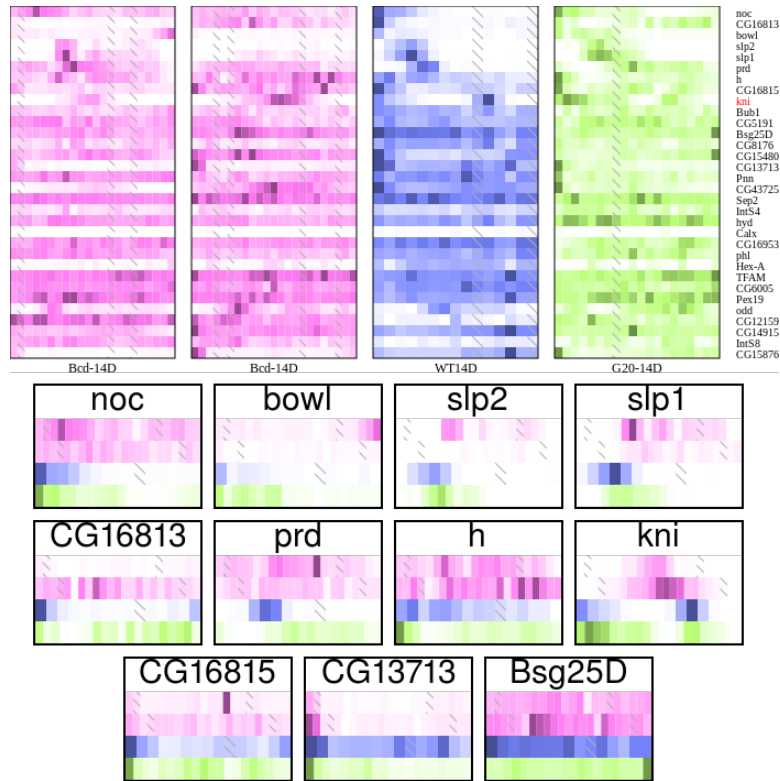 noc
CG16813
bowl
slp2
slp1
prd
h
CG16815
kni
Bub1
CG5191
Bsg25D
CG8176
CG15480
CG13713
Pnn
CG43725
Sep2
IntS4
hyd
Calx
CG16953
phl
Hex-A
TFAM
CG6005
Pex19
odd
CG12159
CG14915
IntS8
CG15876
Bcd-14D Bcd-14D WT14D G20-14D
noc bowl slp2 slp1
CG16813 prd h kni
CG16815 CG13713 Bsg25D